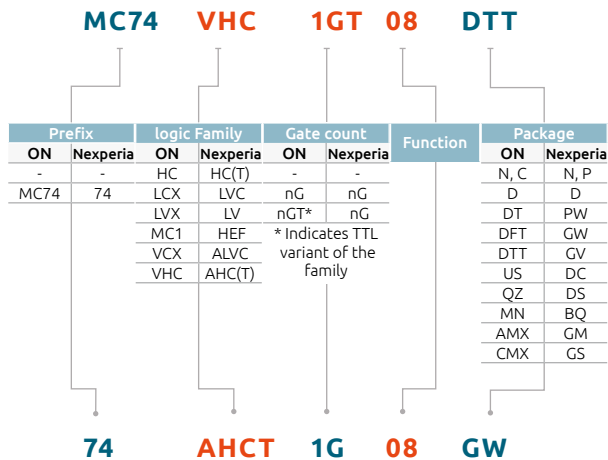 MC74 VHC 1GT 08 DTT
Prefix logic Family Gate count Function Package
ON Nexperia ON Nexperia ON Nexperia ON Nexperia
- - HC HC(T) - - N, C N, P
MC74 74 LCX LVC nG nG D D
LVX LV nGT* nG DT PW
MC1 HEF * Indicates TTL DFT GW
VCX ALVC variant of the DTT GV
VHC AHC(T) family US DC
QZ DS
MN BQ
AMX GM
CMX GS
74 AHCT 1G 08 GW